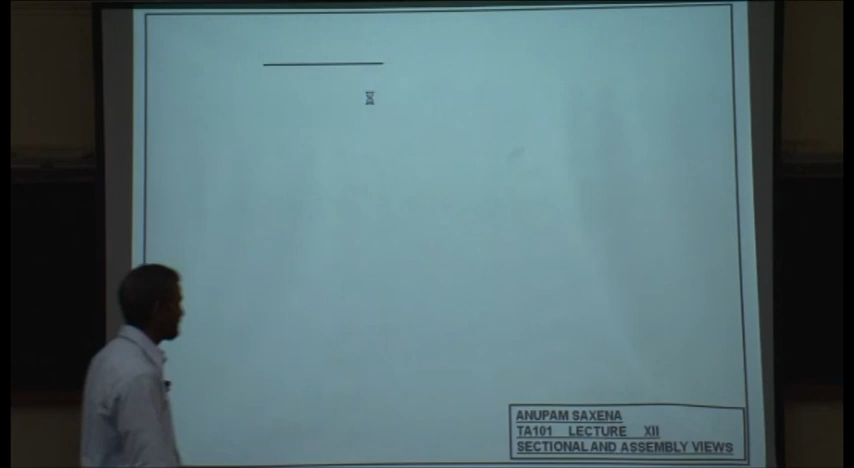 ANUPAM SAXENA
TA101 LECTURE XII
SECTIONAL AND ASSEMBLY VIEWS